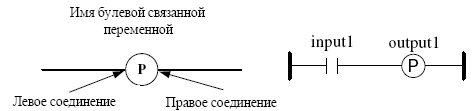 Имя булевой связанной
переменной
P
Левое соединение
Правое соединение
input1
output1
P